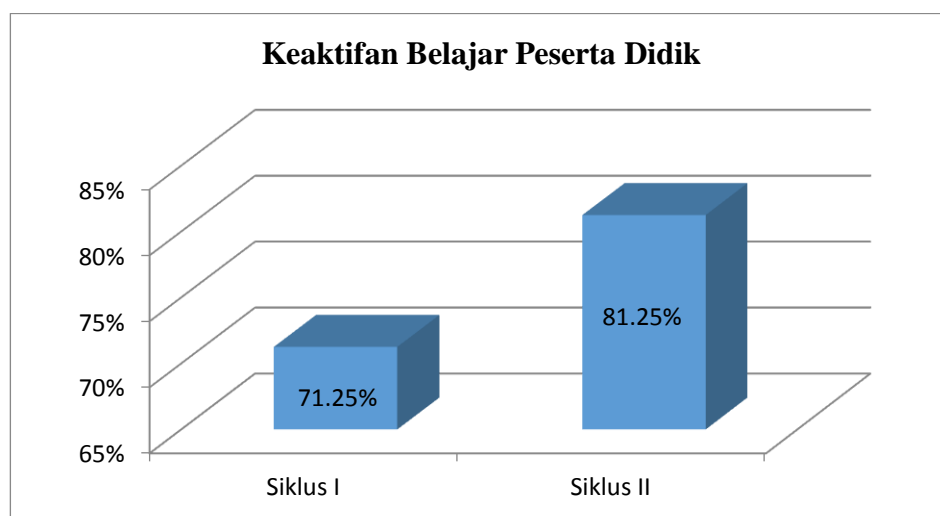 Keaktifan Belajar Peserta Didik
85%
80%
75%
70%
65%
71.25%
81.25%
Siklus I
Siklus II